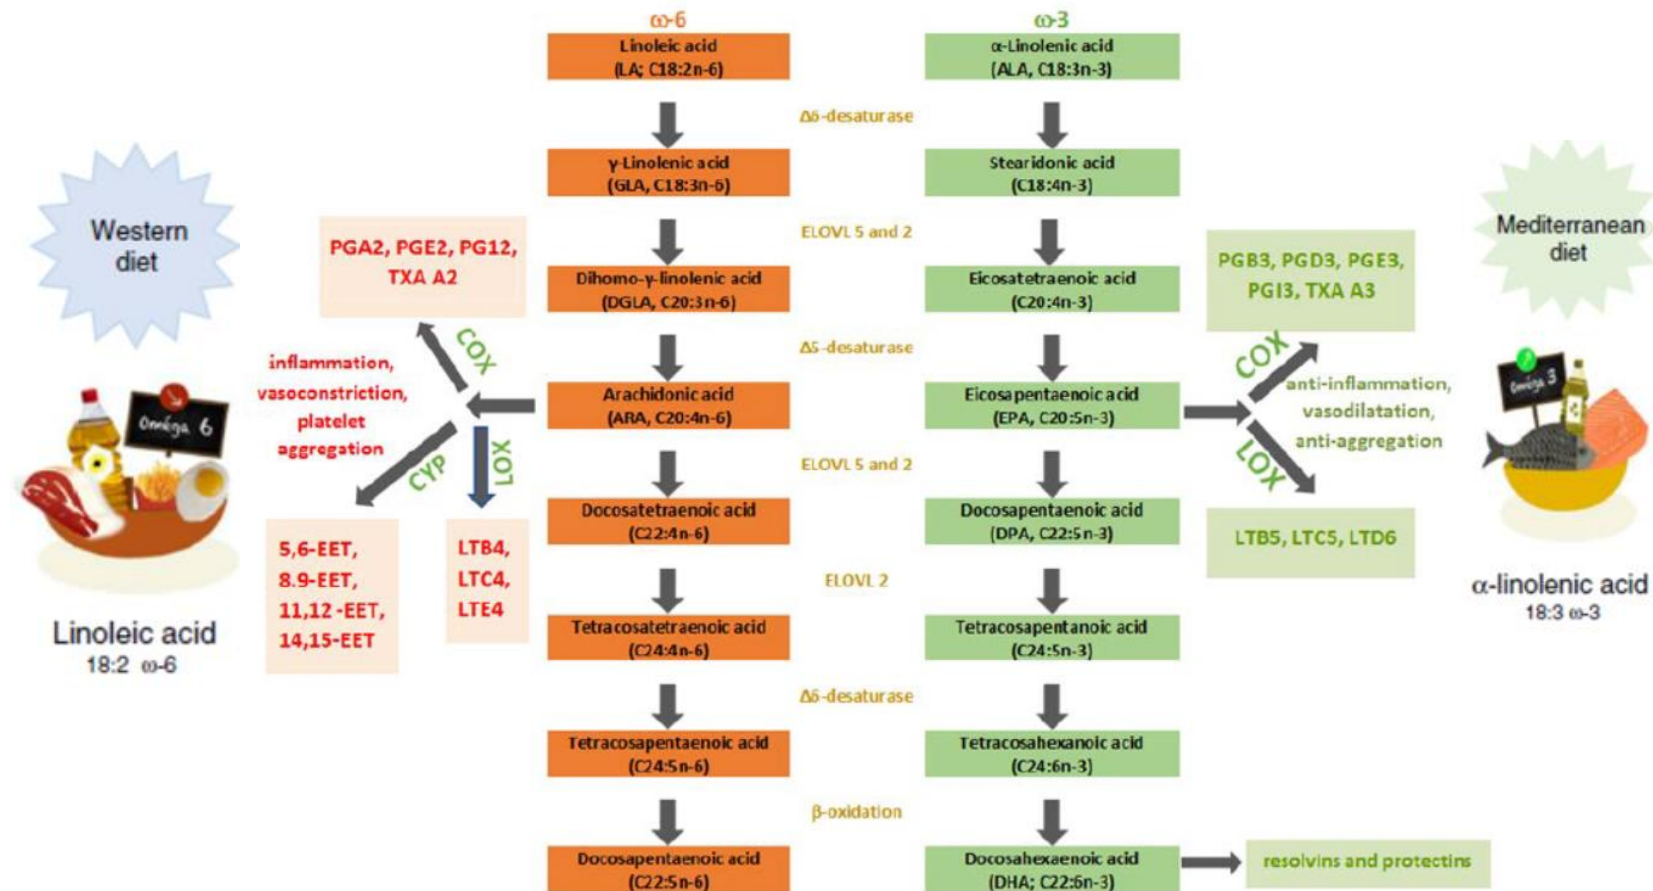 ω-6
Linoleic acid
(LA; C18:2n-6)
γ-Linolenic acid
(GLA, C18:3n-6)
Dihomo-γ-linolenic acid
(DGLA, C20:3n-6)
Arachidonic acid
(ARA, C20:4n-6)
Docosatetraenoic acid
(C22:4n-6)
Tetracosatetraenoic acid
(C24:4n-6)
Tetracosapentaenoic acid
(C24:5n-6)
Docosapentaenoic acid
(C22:5n-6)
Δ6-desaturase
ELOVL 5 and 2
Δ5-desaturase
ELOVL 5 and 2
ELOVL 2
Δ6-desaturase
β-oxidation
ω-3
α-Linolenic acid
(ALA, C18:3n-3)
Stearidonic acid
(C18:4n-3)
Eicosatetraenoic acid
(C20:4n-3)
Eicosapentaenoic acid
(EPA, C20:5n-3)
Docosapentaenoic acid
(DPA, C22:5n-3)
Tetracosapentanoic acid
(C24:5n-3)
Tetracosahexanoic acid
(C24:6n-3)
Docosahexaenoic acid
(DHA; C22:6n-3)
Western
diet
PGA2, PGE2, PG12,
TXA A2
COX
inflammation,
vasoconstriction,
platelet
aggregation
CYP
LOX
5,6-EET,
8.9-EET,
11,12 -EET,
14,15-EET
LTB4,
LTC4,
LTE4
Oméga 6
Linoleic acid
18:2 ω-6
Mediterranean
diet
PGB3, PGD3, PGE3,
PGI3, TXA A3
COX
anti-inflammation,
vasodilatation,
anti-aggregation
LOX
LTB5, LTC5, LTD6
Oméga 3
α-linolenic acid
18:3 ω-3
resolvins and protectins